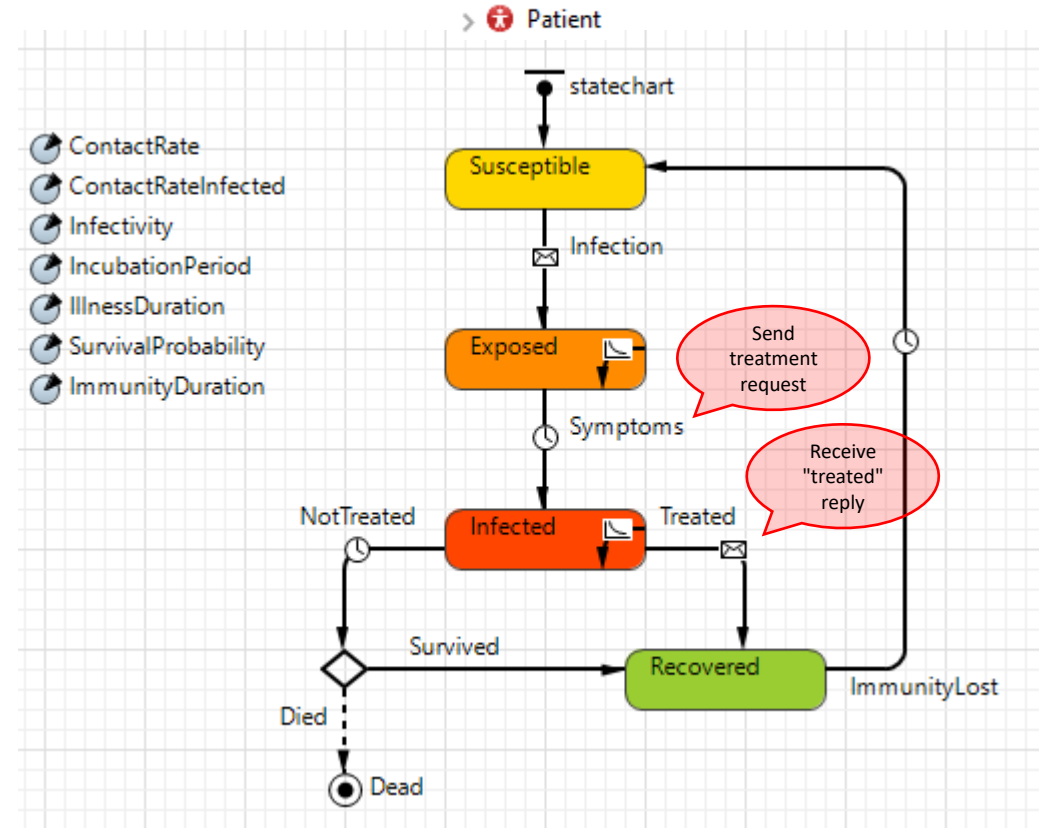 Patient
statechart
ContactRate
ContactRateInfected
Infectivity
IncubationPeriod
IllnessDuration
SurvivalProbability
ImmunityDuration
Susceptible
Infection
Exposed
Send
treatment
request
Symptoms
Receive
"treated"
reply
NotTreated
Infected
Treated
Survived
Recovered
ImmunityLost
Died
Dead